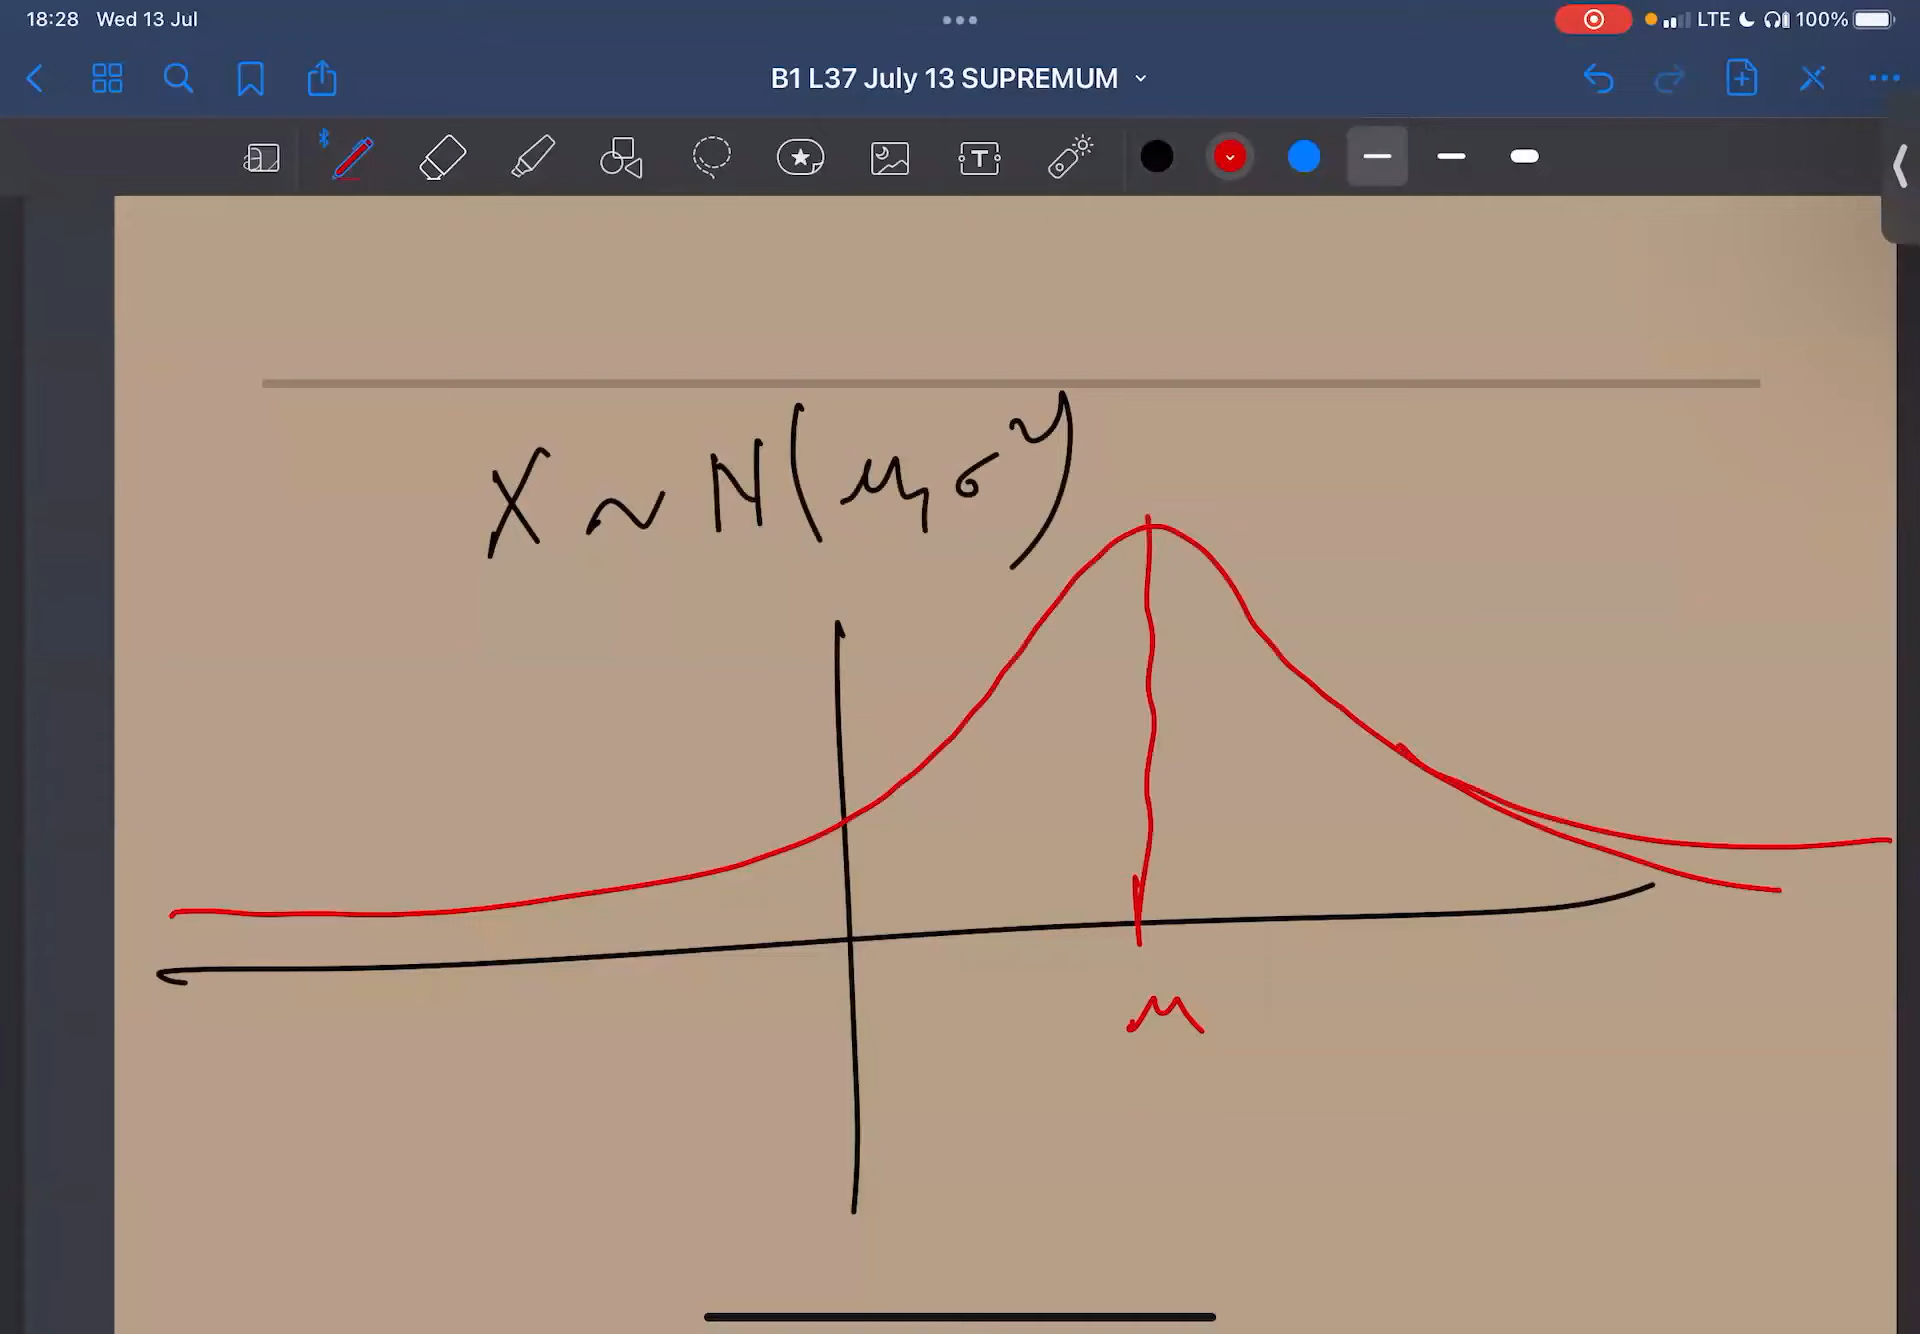 18:28 Wed 13 Jul
LTE 100%
B1 L37 July 13 SUPREMUM
T
X ~ N(μ, σ²)
μ